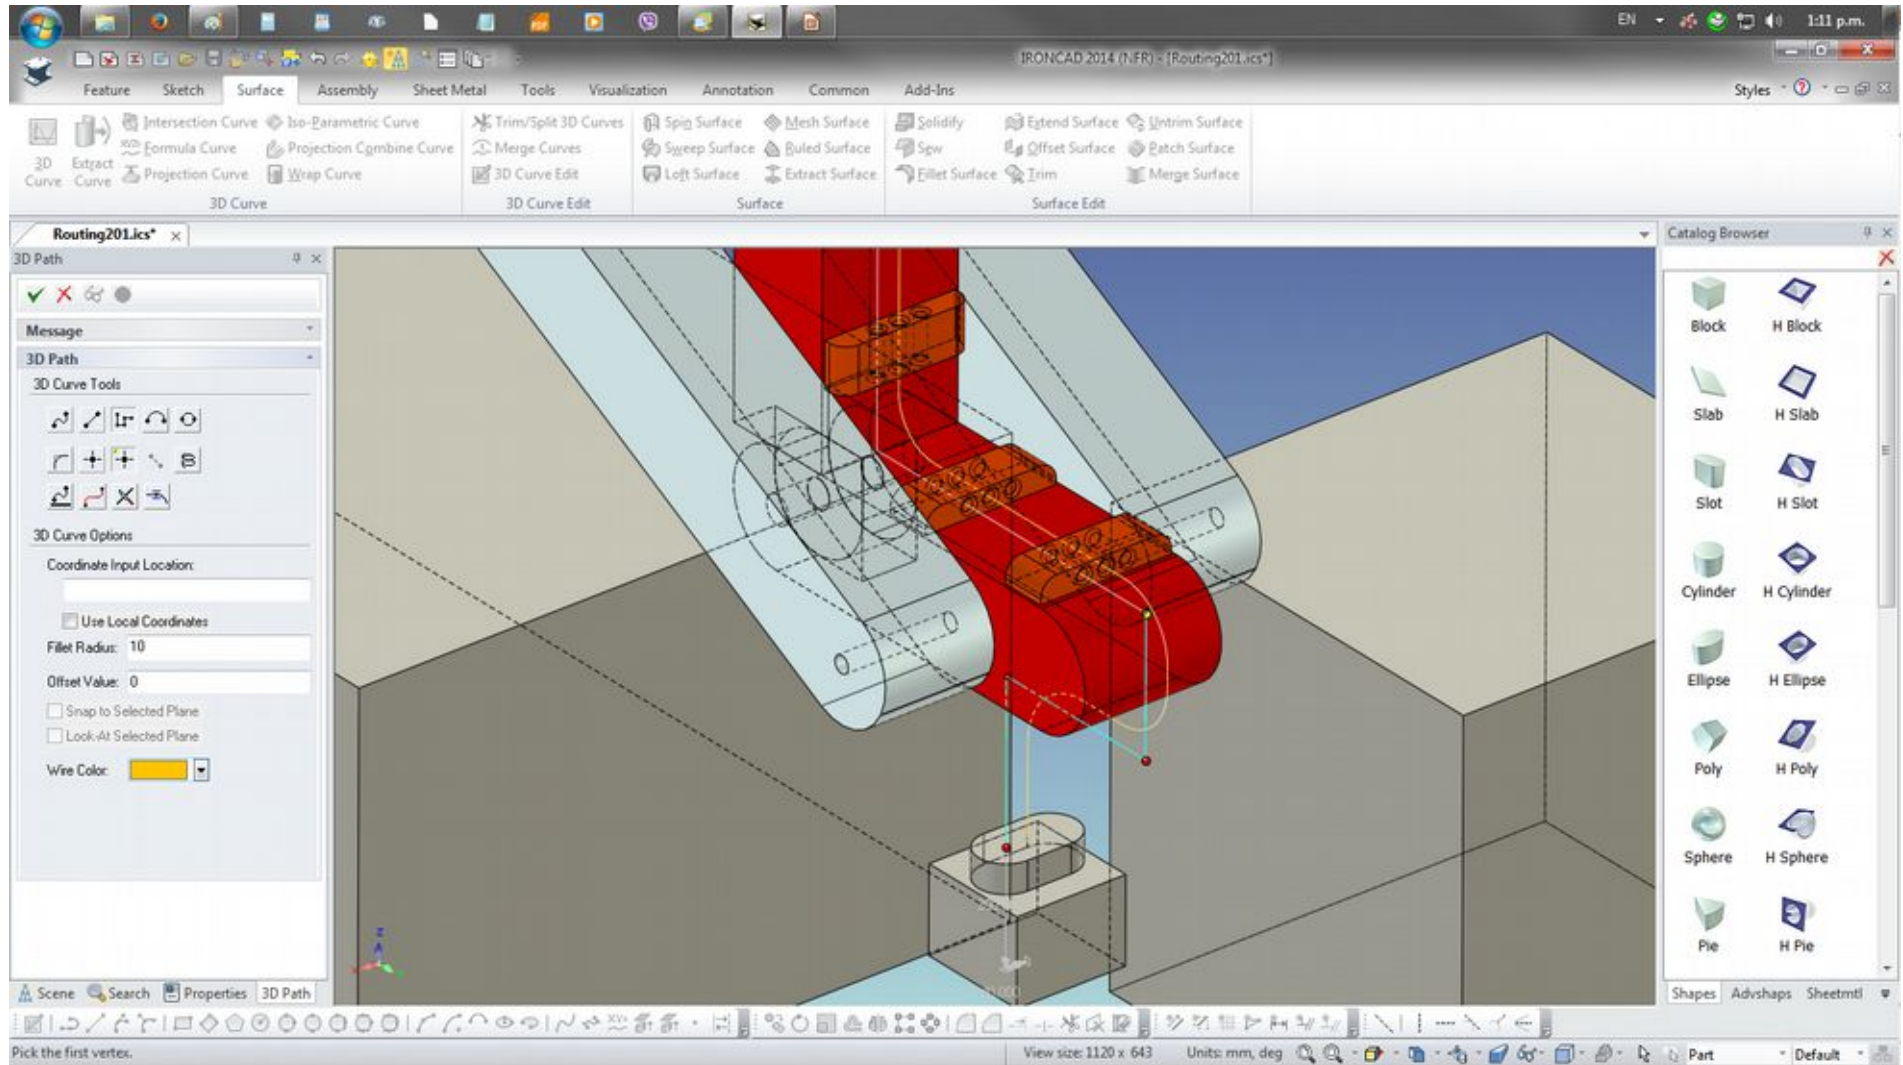 EN 1:11 p.m.
IRONCAD 2014 (NFR) - [Routing201.ics*]
Feature Sketch Surface Assembly Sheet Metal Tools Visualization Annotation Common Add-Ins Styles
Intersection Curve Iso-Parametric Curve Trim/Split 3D Curves Spin Surface Mesh Surface Solidify Extend Surface Untrim Surface
3D Curve Extract Curve Formula Curve Projection Combine Curve Merge Curves Sweep Surface Ruled Surface Sew Offset Surface Patch Surface
Projection Curve Wrap Curve 3D Curve Edit Loft Surface Extract Surface Fillet Surface Trim Merge Surface
3D Curve 3D Curve Edit Surface Surface Edit
Routing201.ics*
Catalog Browser
3D Path
Message
3D Path
3D Curve Tools
3D Curve Options
Coordinate Input Location:
Use Local Coordinates
Fillet Radius: 10
Offset Value: 0
Snap to Selected Plane
Look-At Selected Plane
Wire Color:
Block H Block
Slab H Slab
Slot H Slot
Cylinder H Cylinder
Ellipse H Ellipse
Poly H Poly
Sphere H Sphere
Pie H Pie
Z
Scene Search Properties 3D Path
Shapes Advshaps Sheetmtl
Pick the first vertex. View size: 1120 x 643 Units: mm, deg Part Default